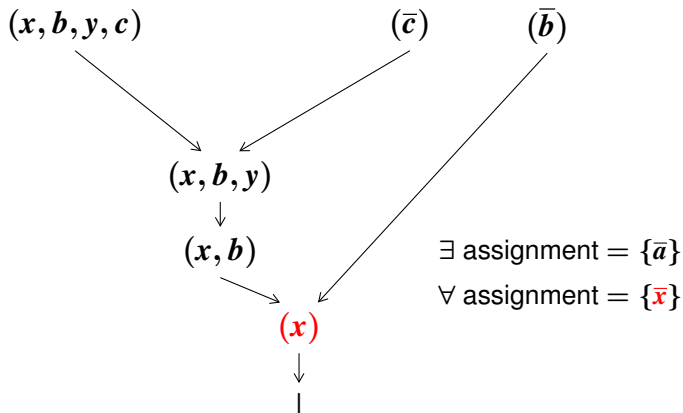 (x, b, y, c) (c̅) (b̅)
(x, b, y)
(x, b)
∃ assignment = {a̅}
∀ assignment = {x̅}
(x)